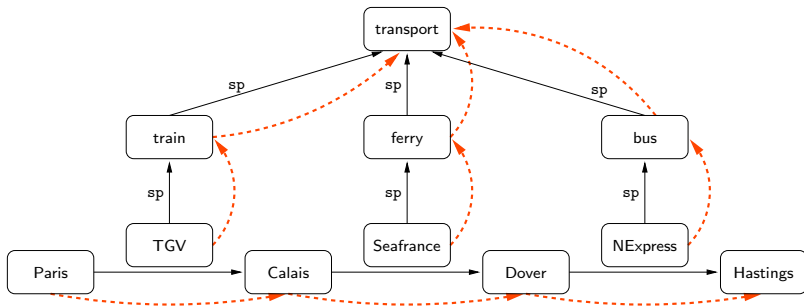 transport
sp
sp
sp
train
ferry
bus
sp
sp
sp
TGV
Seafrance
NExpress
Paris
Calais
Dover
Hastings